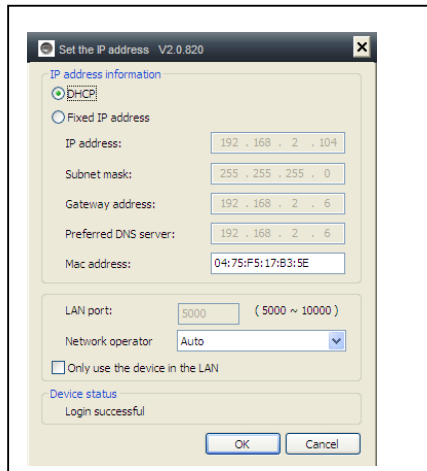 Set the IP address V2.0.820
IP address information
DHCP
Fixed IP address
IP address: 192 . 168 . 2 . 104
Subnet mask: 255 . 255 . 255 . 0
Gateway address: 192 . 168 . 2 . 6
Preferred DNS server: 192 . 168 . 2 . 6
Mac address: 04:75:F5:17:B3:5E
LAN port: 5000 ( 5000 ~ 10000 )
Network operator Auto
Only use the device in the LAN
Device status
Login successful
OK Cancel